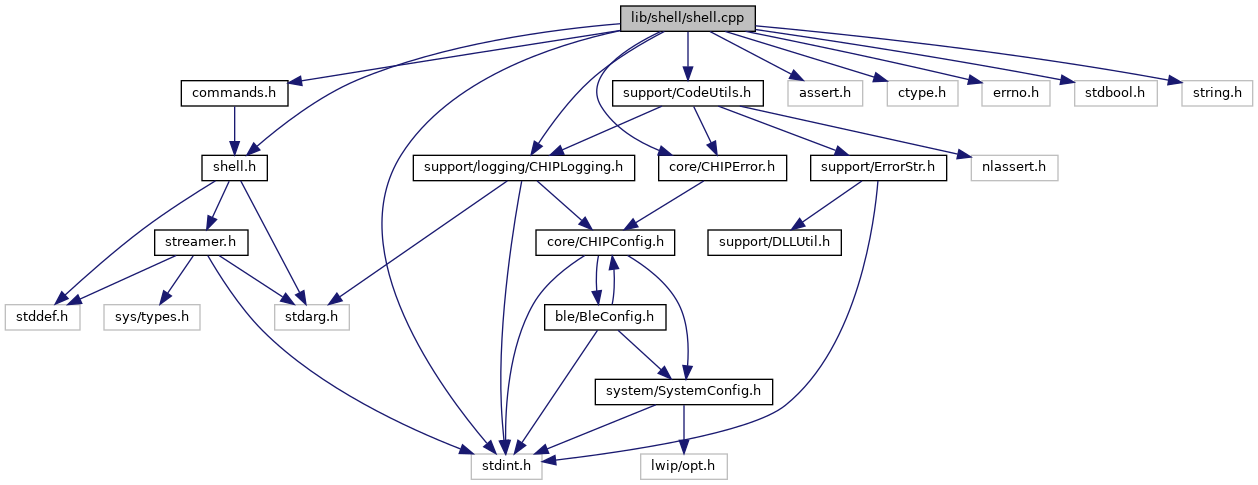 lib/shell/shell.cpp
commands.h
support/CodeUtils.h
assert.h
ctype.h
errno.h
stdbool.h
string.h
shell.h
support/logging/CHIPLogging.h
core/CHIPError.h
support/ErrorStr.h
nlassert.h
streamer.h
core/CHIPConfig.h
support/DLLUtil.h
stddef.h
sys/types.h
stdarg.h
ble/BleConfig.h
system/SystemConfig.h
stdint.h
lwip/opt.h